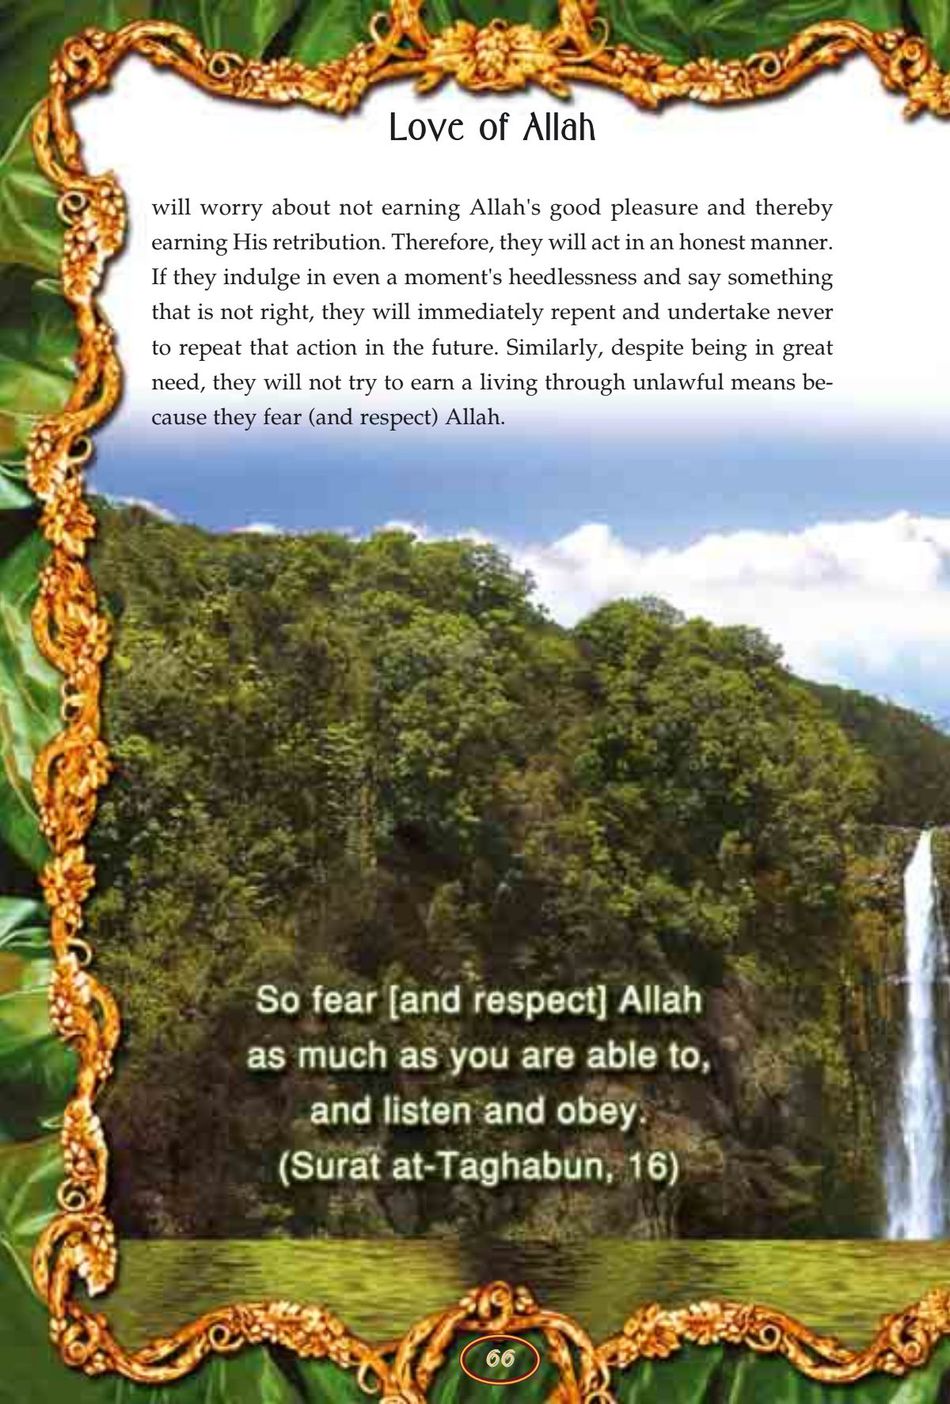 Love of Allah
will worry about not earning Allah's good pleasure and thereby
earning His retribution. Therefore, they will act in an honest manner.
If they indulge in even a moment's heedlessness and say something
that is not right, they will immediately repent and undertake never
to repeat that action in the future. Similarly, despite being in great
need, they will not try to earn a living through unlawful means be-
cause they fear (and respect) Allah.
So fear [and respect] Allah
as much as you are able to,
and listen and obey.
(Surat at-Taghabun, 16)
66